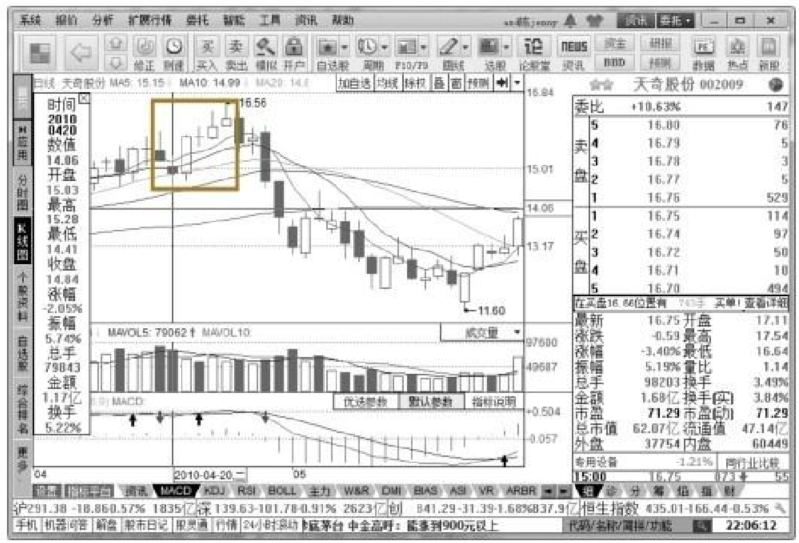 系统 报价 分析 扩展行情 委托 智能 工具 资讯 帮助
资讯 委托
修正 测速 买入 卖出 模拟 开户 自选股 周期 F10/F9 画线 选股 论股堂 资讯 BBD 预测 数据 热点 新股
买 卖 论 NEWS 资金 研报 PE
日线 天奇股份 MA5: 15.15 MA10: 14.99 加自选 均线 除权 叠 窗 预测
应用
分时图
K线图
个股资料
自选股
综合排名
更多
时间
2010
0420
数值
14.06
开盘
15.03
最高
15.28
最低
14.41
收盘
14.84
涨幅
-2.05%
振幅
5.74%
总手
79843
金额
1.17亿
换手
5.22%
16.56
11.60
16.84
15.01
14.06
13.17
MAVOL5: 79062 MAVOL10: 成交量
97600
49687
MACD: 优选参数 默认参数 指标说明
+0.504
-0.057
04 2010-04-20,二 05
设置 指标平台 资讯 MACD KDJ RSI BOLL 主力 W&R DMI BIAS ASI VR ARBR
天奇股份 002009
委比 +10.63% 147
卖盘
5 16.80 76
4 16.79 5
3 16.78 3
2 16.77 5
1 16.76 529
买盘
1 16.75 114
2 16.74 97
3 16.72 50
4 16.71 10
5 16.70 494
在买盘16.66位置有 743手 买单! 查看详细
最新 16.75 开盘 17.11
涨跌 -0.59 最高 17.54
涨幅 -3.40% 最低 16.64
振幅 5.19% 量比 1.14
总手 98203 换手 3.49%
金额 1.68亿 换手(实) 3.84%
市盈 71.29 市盈(动) 71.29
总市值 62.07亿 流通值 47.14亿
外盘 37754 内盘 60449
专用设备 -1.21% 同行业比较
15:00 16.75 873 55
细 诊 分 筹 焰 指 财
沪291.38 -18.86 0.57% 1835亿 深 139.63-101.78-0.91% 2623亿 创 841.29-31.39-1.68% 837.9亿 恒生指数 435.01-166.44-0.53%
手机 机器问答 解盘 股市日记 股灵通 行情 24小时滚动 茅台 中金高呼：能涨到900元以上 代码/名称/简拼/功能 22:06:12